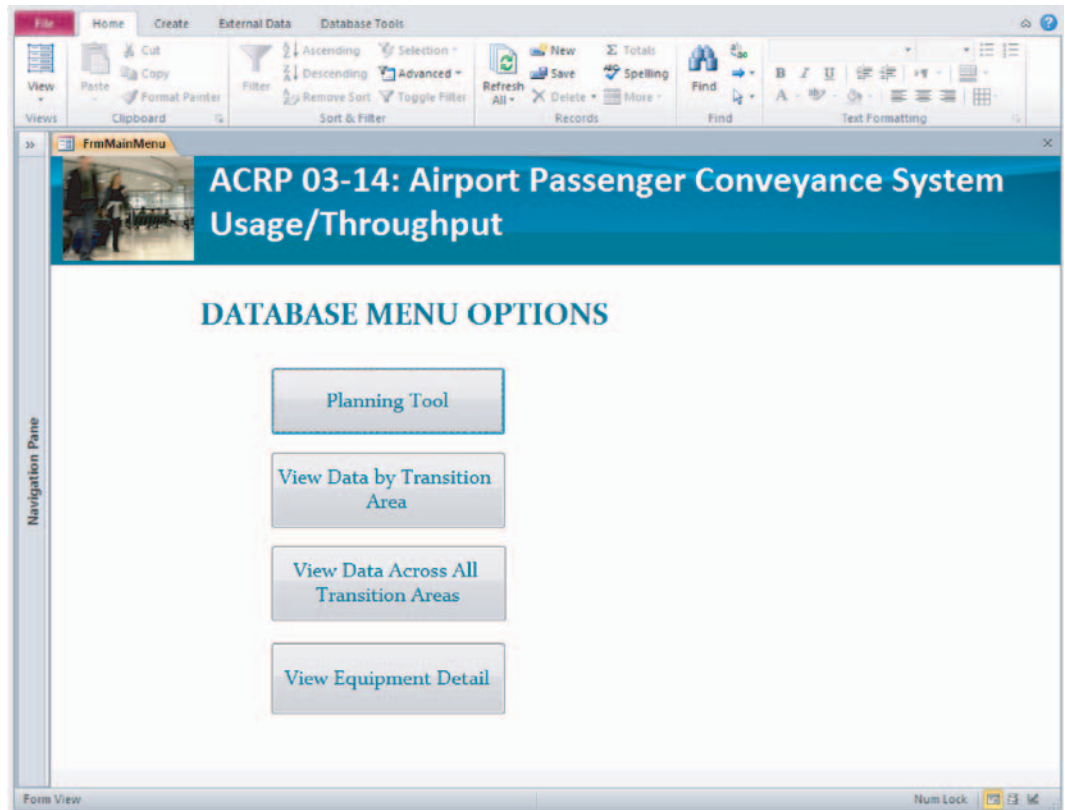 File Home Create External Data Database Tools
View
Views
Paste
Cut
Copy
Format Painter
Clipboard
Filter
Ascending
Descending
Remove Sort
Selection
Advanced
Toggle Filter
Sort & Filter
Refresh
All
New
Save
Delete
Totals
Spelling
More
Records
Find
Find
B I U
A
Text Formatting
FrmMainMenu
ACRP 03-14: Airport Passenger Conveyance System
Usage/Throughput
Navigation Pane
DATABASE MENU OPTIONS
Planning Tool
View Data by Transition
Area
View Data Across All
Transition Areas
View Equipment Detail
Form View
Num Lock